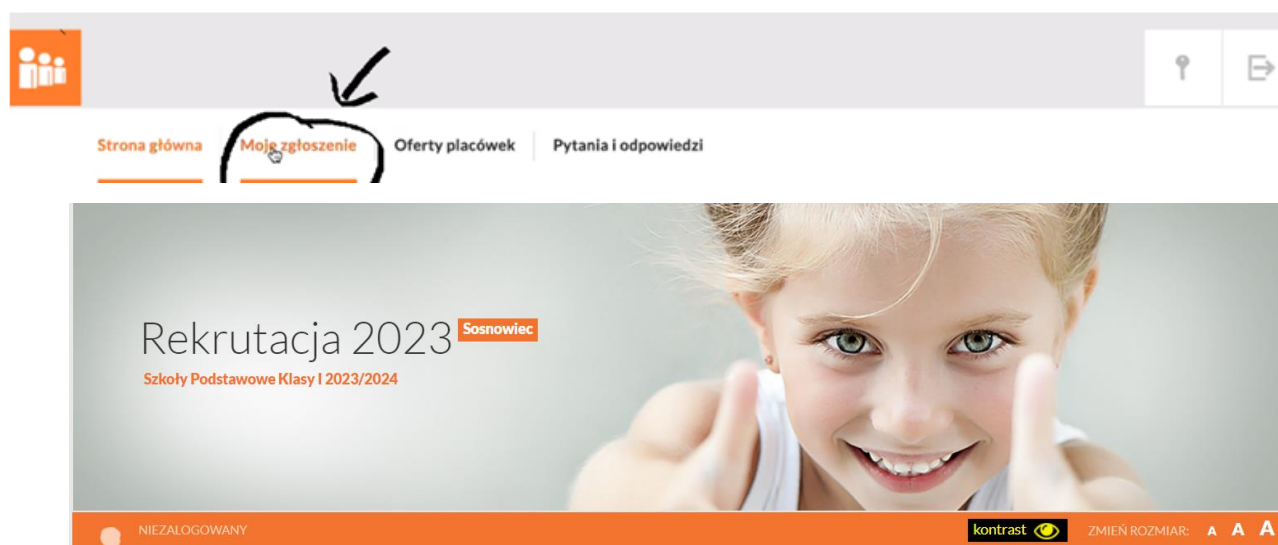 Strona główna Moje zgłoszenie Oferty placówek Pytania i odpowiedzi
Rekrutacja 2023 Sosnowiec
Szkoły Podstawowe Klasy I 2023/2024
NIEZALOGOWANY kontrast ZMIEŃ ROZMIAR: A A A